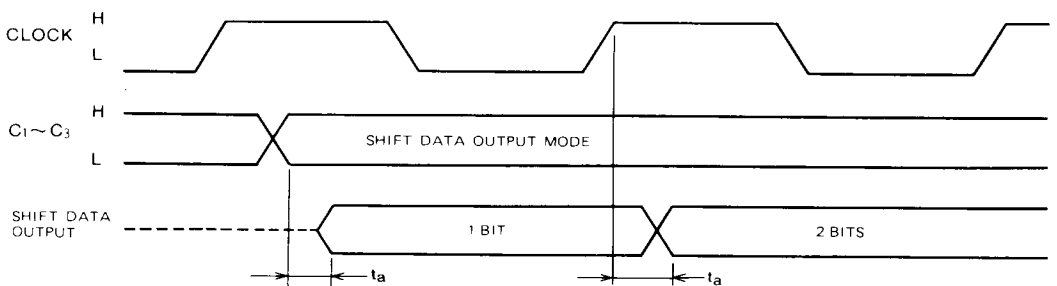 H
CLOCK
L
H
C₁～C₃
SHIFT DATA OUTPUT MODE
L
SHIFT DATA
OUTPUT
1 BIT
2 BITS
ta
ta